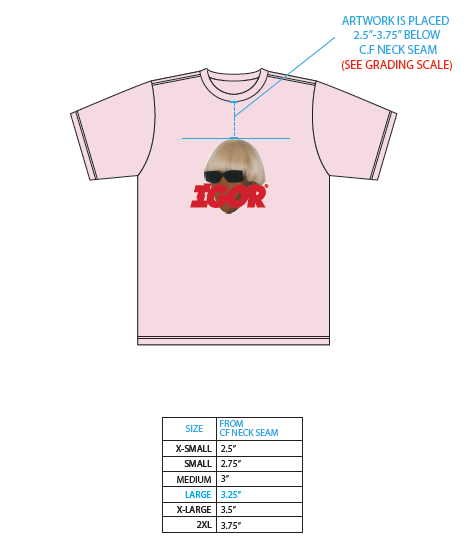 ARTWORK IS PLACED
2.5"-3.75" BELOW
C.F NECK SEAM
(SEE GRADING SCALE)
IGOR®
SIZE FROM CF NECK SEAM
X-SMALL 2.5"
SMALL 2.75"
MEDIUM 3"
LARGE 3.25"
X-LARGE 3.5"
2XL 3.75"